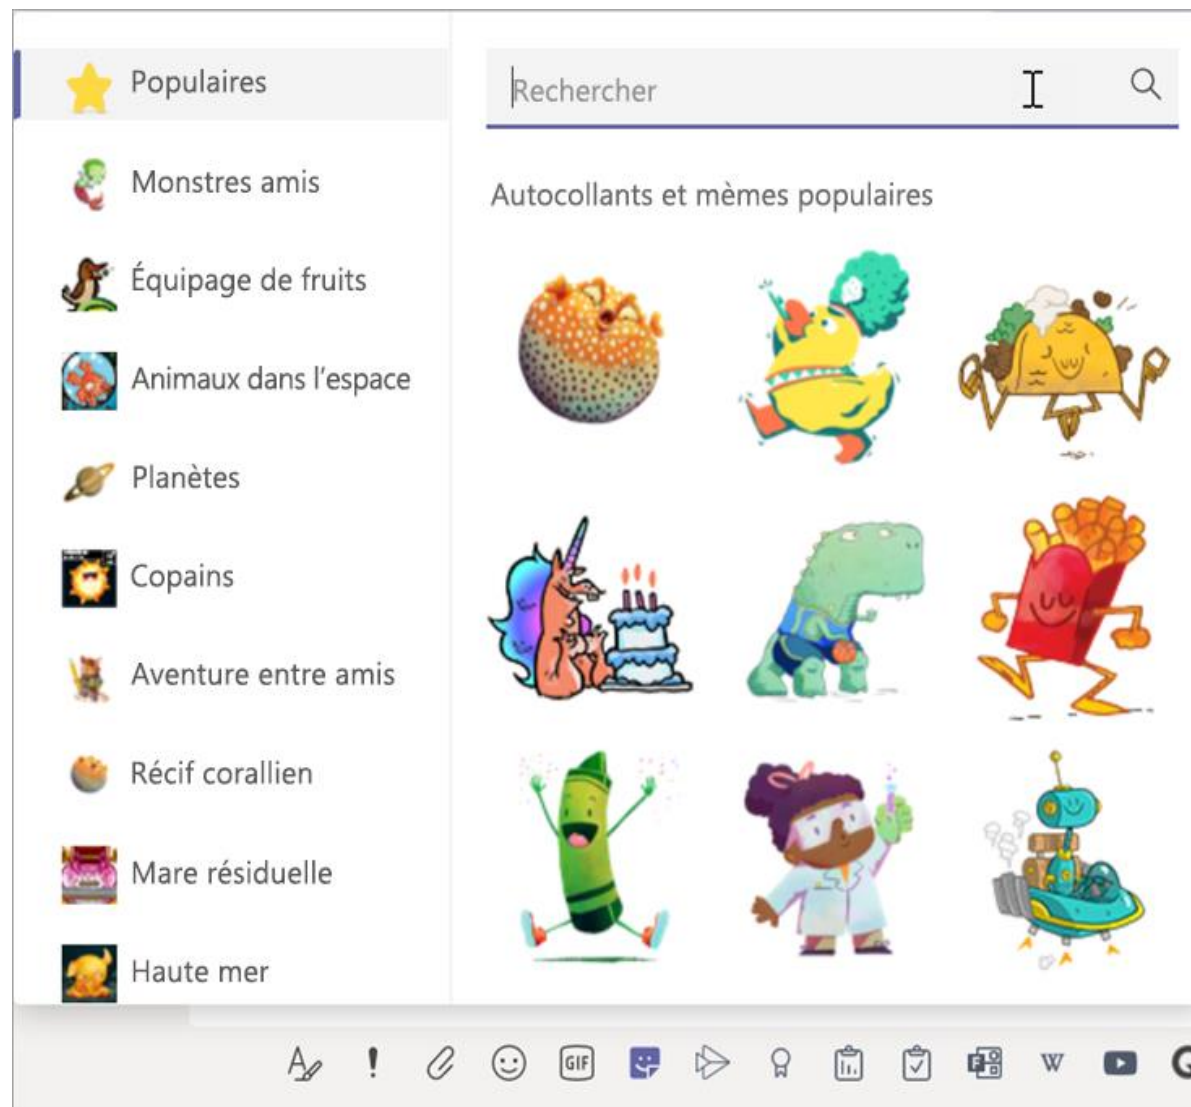 Populaires
Rechercher
Monstres amis
Autocollants et mèmes populaires
Équipage de fruits
Animaux dans l'espace
Planètes
Copains
Aventure entre amis
Récif corallien
Mare résiduelle
Haute mer
GIF
W